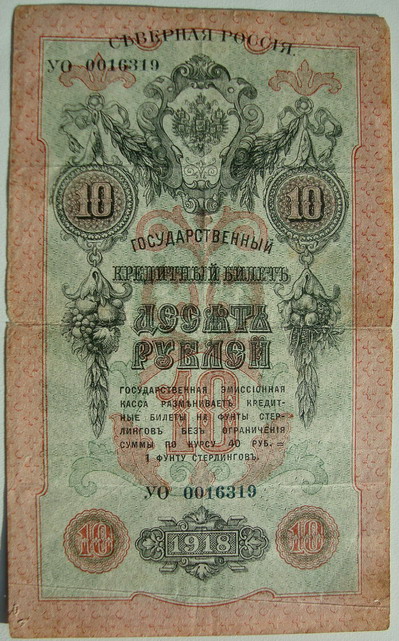 СѢВЕРНАЯ РОССІЯ.
УО 0016319
10 10
ГОСУДАРСТВЕННЫЙ
КРЕДИТНЫЙ БИЛЕТЪ
ДЕСЯТЬ
РУБЛЕЙ
10
ГОСУДАРСТВЕННАЯ ЭМИССІОННАЯ
КАССА РАЗМѢНИВАЕТЪ КРЕДИТ-
НЫЕ БИЛЕТЫ НА ФУНТЫ СТЕР-
ЛИНГОВЪ БЕЗЪ ОГРАНИЧЕНІЯ
СУММЫ ПО КУРСУ 40 РУБ. =
1 ФУНТУ СТЕРЛИНГОВЪ.
УО 0016319
10 1918 10